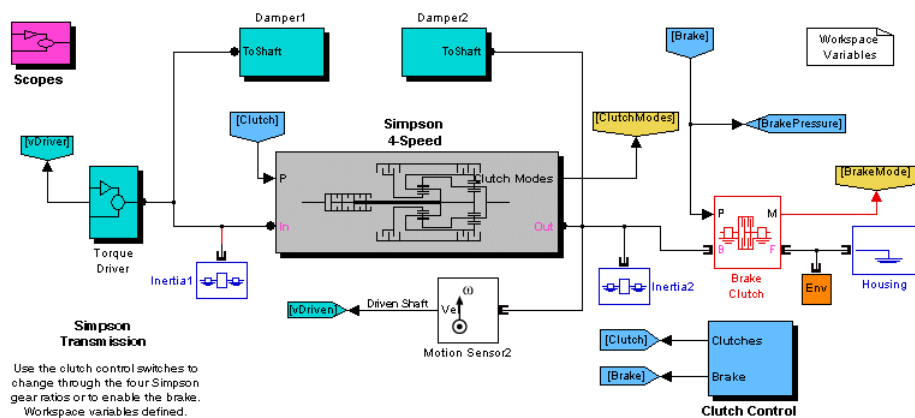 Damper1
Damper2
ToShaft
ToShaft
[Brake]
Workspace
Variables
Scopes
[Clutch]
Simpson
4-Speed
[ClutchModes]
[BrakePressure]
[vDriver]
[BrakeMode]
P
Clutch Modes
P
M
In
Out
B
F
Torque
Driver
Inertia1
Inertia2
Brake
Clutch
Env
Housing
[vDriven]
Driven Shaft
Vel
ω
Motion Sensor2
Simpson
Transmission
Use the clutch control switches to
change through the four Simpson
gear ratios or to enable the brake.
Workspace variables defined.
[Clutch]
Clutches
[Brake]
Brake
Clutch Control